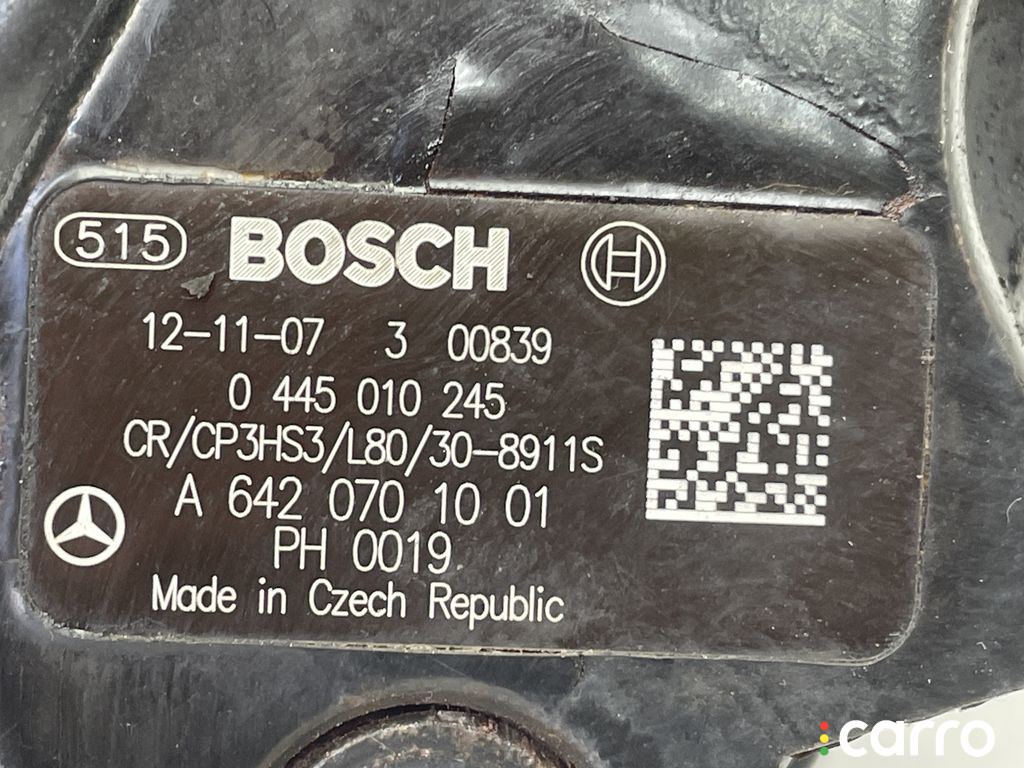 515 BOSCH
12-11-07 3 00839
0 445 010 245
CR/CP3HS3/L80/30-8911S
A 642 070 10 01
PH 0019
Made in Czech Republic
carro